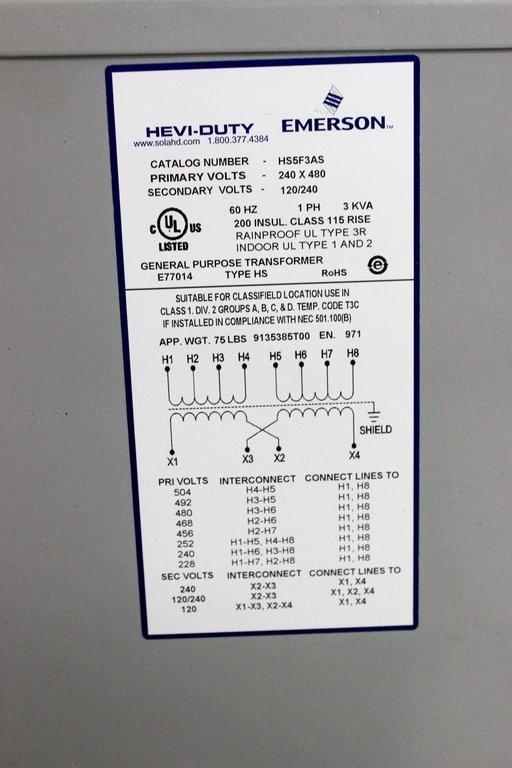 HEVI-DUTY EMERSON™
www.solahd.com 1.800.377.4384
CATALOG NUMBER - HS5F3AS
PRIMARY VOLTS - 240 X 480
SECONDARY VOLTS - 120/240
60 HZ 1 PH 3 KVA
200 INSUL. CLASS 115 RISE
C UL US RAINPROOF UL TYPE 3R
LISTED INDOOR UL TYPE 1 AND 2
GENERAL PURPOSE TRANSFORMER
E77014 TYPE HS RoHS e
SUITABLE FOR CLASSIFIELD LOCATION USE IN
CLASS 1. DIV. 2 GROUPS A, B, C, & D. TEMP. CODE T3C
IF INSTALLED IN COMPLIANCE WITH NEC 501.100(B)
APP. WGT. 75 LBS 9135385T00 EN. 971
H1 H2 H3 H4 H5 H6 H7 H8
SHIELD
X1 X3 X2 X4
PRI VOLTS INTERCONNECT CONNECT LINES TO
504 H4-H5 H1, H8
492 H3-H5 H1, H8
480 H3-H6 H1, H8
468 H2-H6 H1, H8
456 H2-H7 H1, H8
252 H1-H5, H4-H8 H1, H8
240 H1-H6, H3-H8 H1, H8
228 H1-H7, H2-H8 H1, H8
SEC VOLTS INTERCONNECT CONNECT LINES TO
240 X2-X3 X1, X4
120/240 X2-X3 X1, X2, X4
120 X1-X3, X2-X4 X1, X4